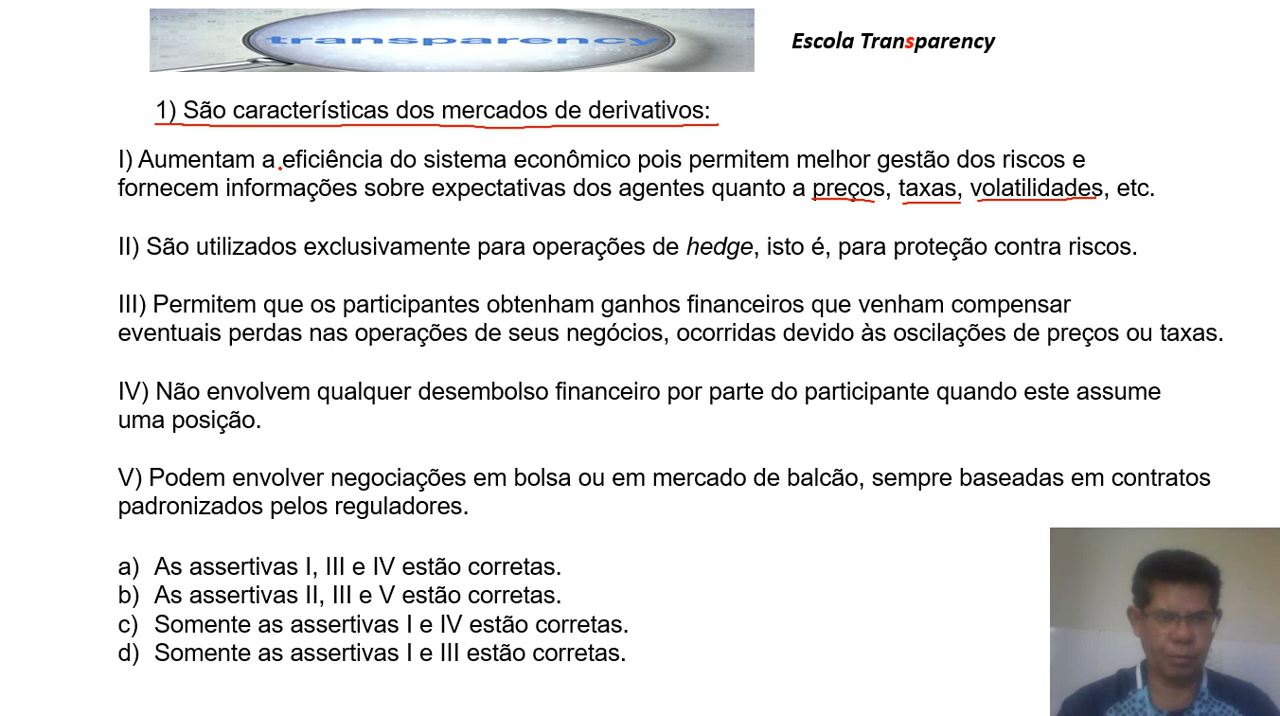 transparency
Escola Transparency
1) São características dos mercados de derivativos:
I) Aumentam a eficiência do sistema econômico pois permitem melhor gestão dos riscos e
fornecem informações sobre expectativas dos agentes quanto a preços, taxas, volatilidades, etc.
II) São utilizados exclusivamente para operações de hedge, isto é, para proteção contra riscos.
III) Permitem que os participantes obtenham ganhos financeiros que venham compensar
eventuais perdas nas operações de seus negócios, ocorridas devido às oscilações de preços ou taxas.
IV) Não envolvem qualquer desembolso financeiro por parte do participante quando este assume
uma posição.
V) Podem envolver negociações em bolsa ou em mercado de balcão, sempre baseadas em contratos
padronizados pelos reguladores.
a) As assertivas I, III e IV estão corretas.
b) As assertivas II, III e V estão corretas.
c) Somente as assertivas I e IV estão corretas.
d) Somente as assertivas I e III estão corretas.